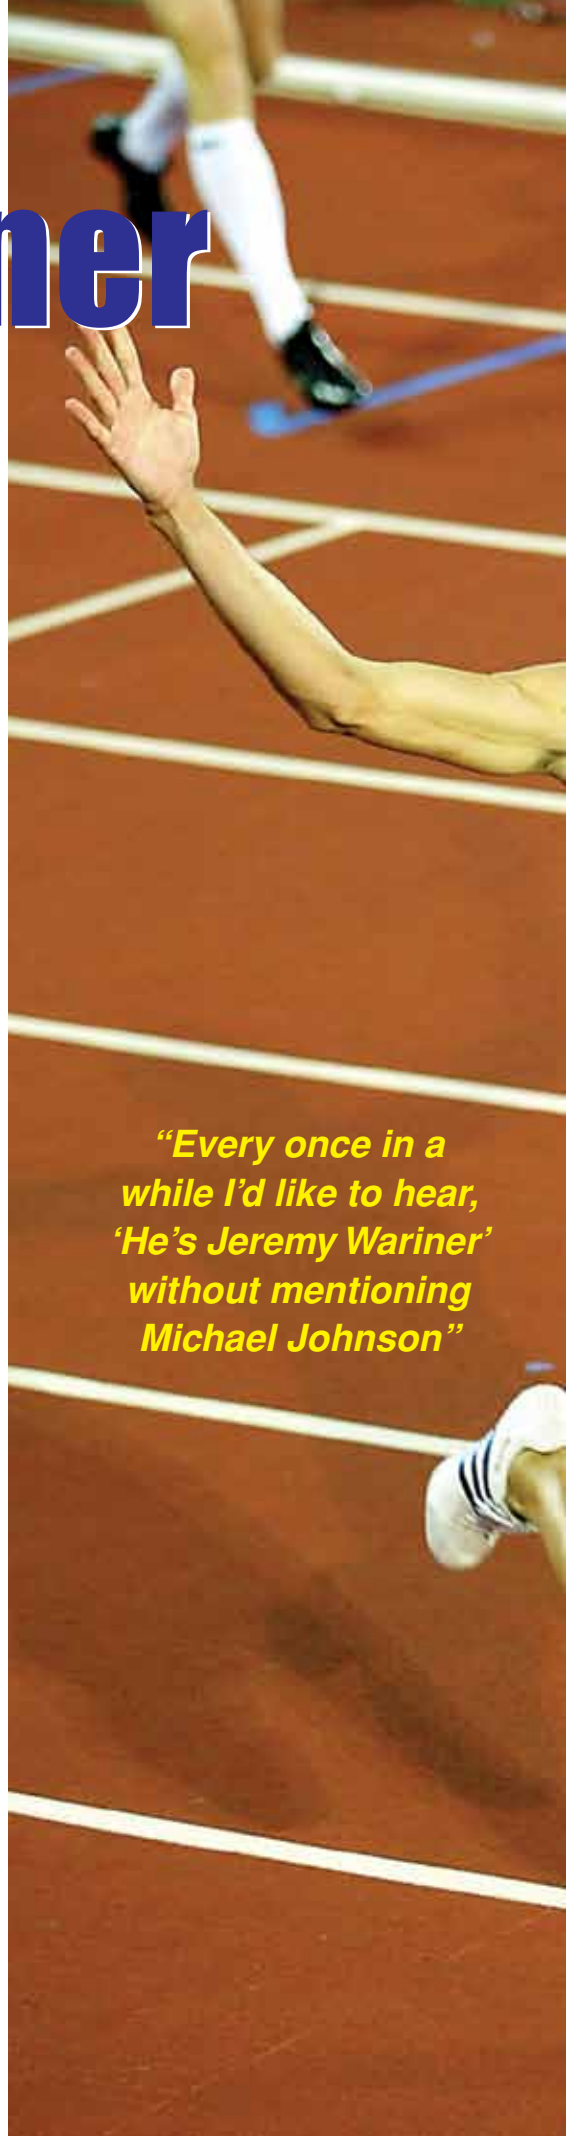 ner
“Every once in a
while I’d like to hear,
‘He’s Jeremy Wariner’
without mentioning
Michael Johnson”